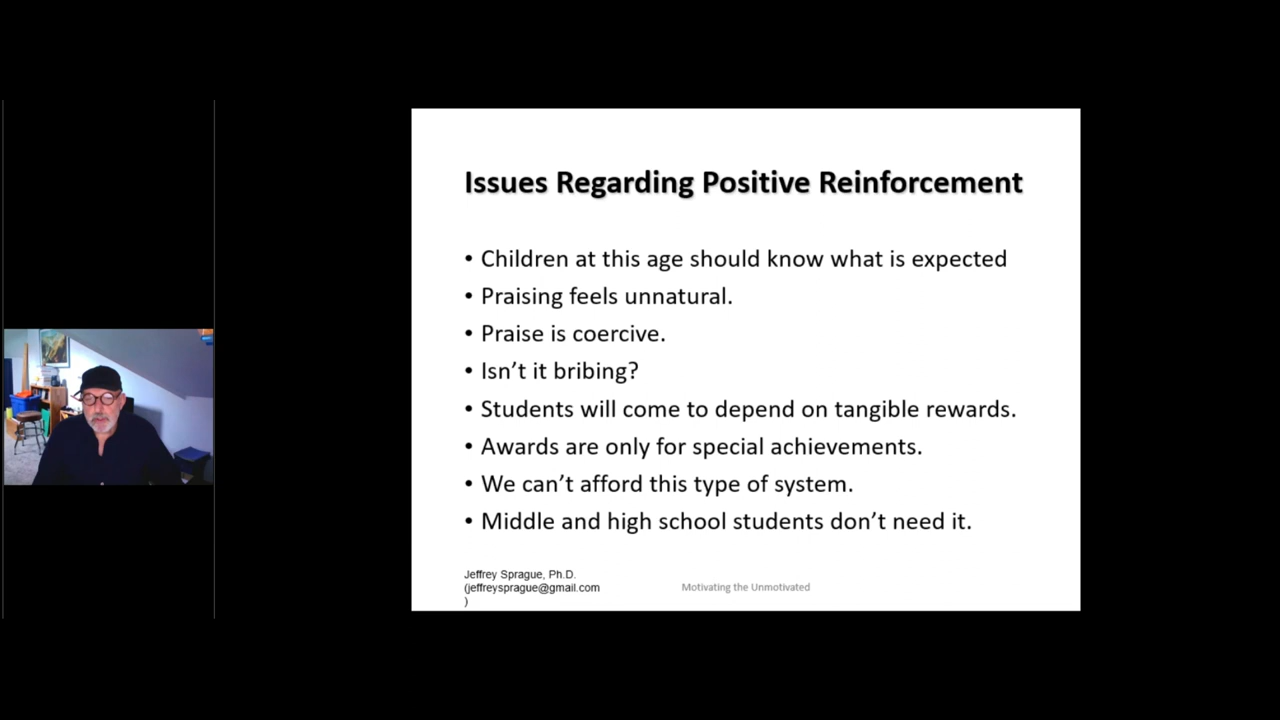 Issues Regarding Positive Reinforcement
• Children at this age should know what is expected
• Praising feels unnatural.
• Praise is coercive.
• Isn’t it bribing?
• Students will come to depend on tangible rewards.
• Awards are only for special achievements.
• We can’t afford this type of system.
• Middle and high school students don’t need it.
Jeffrey Sprague, Ph.D.
(jeffreysprague@gmail.com
)
Motivating the Unmotivated